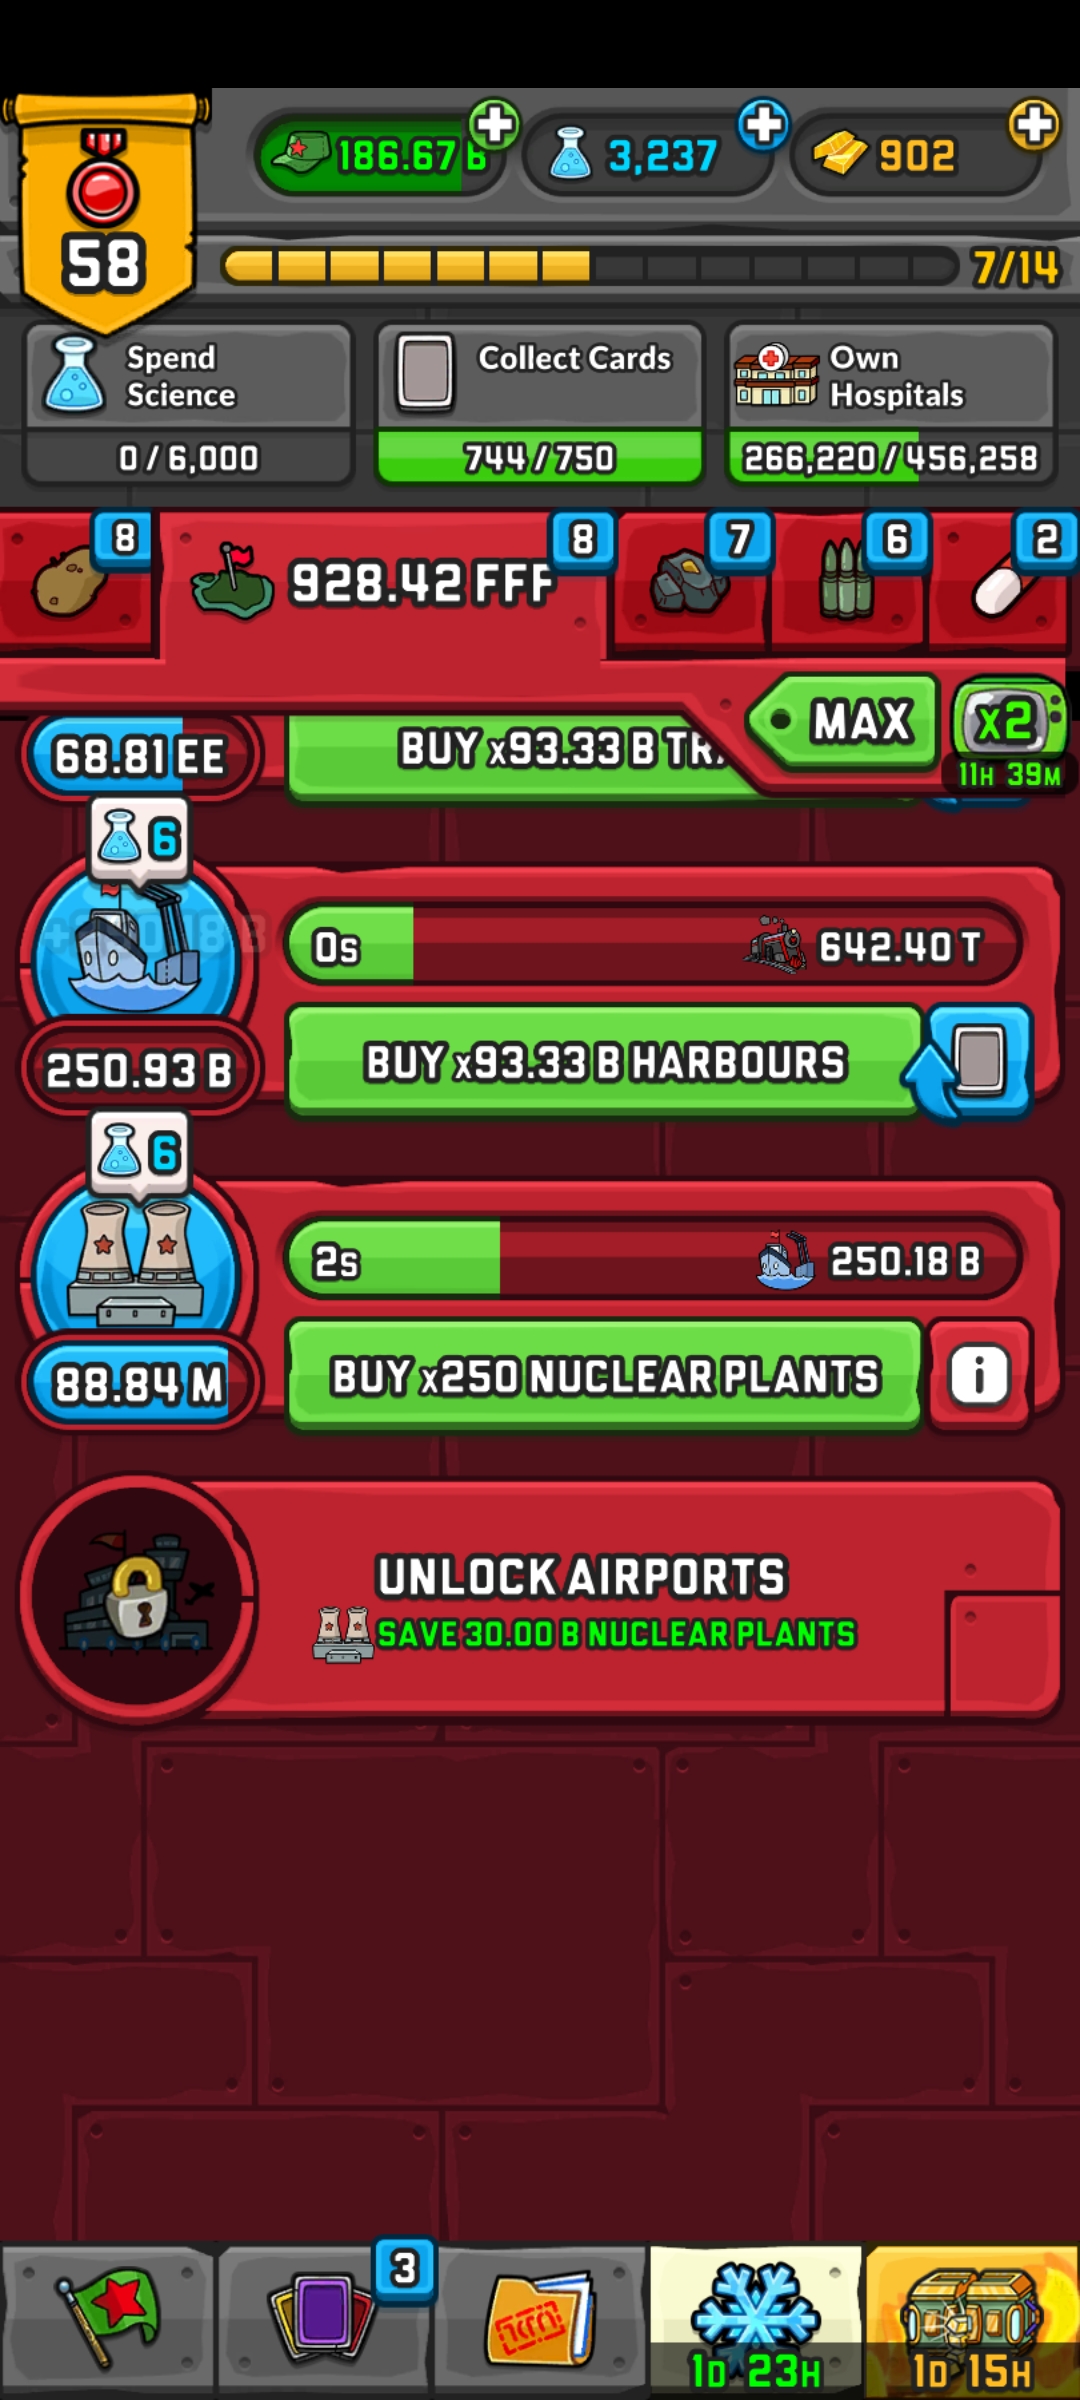 186.67 B
3,237
902
58
7/14
Spend
Science
0 / 6,000
Collect Cards
744 / 750
Own
Hospitals
266,220 / 456,258
8
928.42 FFF
8
7
6
2
MAX
x2
11H 39M
68.81 EE
BUY x93.33 B
6
0s
642.40 T
250.93 B
BUY x93.33 B HARBOURS
6
2s
250.18 B
88.84 M
BUY x250 NUCLEAR PLANTS
i
UNLOCK AIRPORTS
SAVE 30.00 B NUCLEAR PLANTS
3
1D 23H
1D 15H